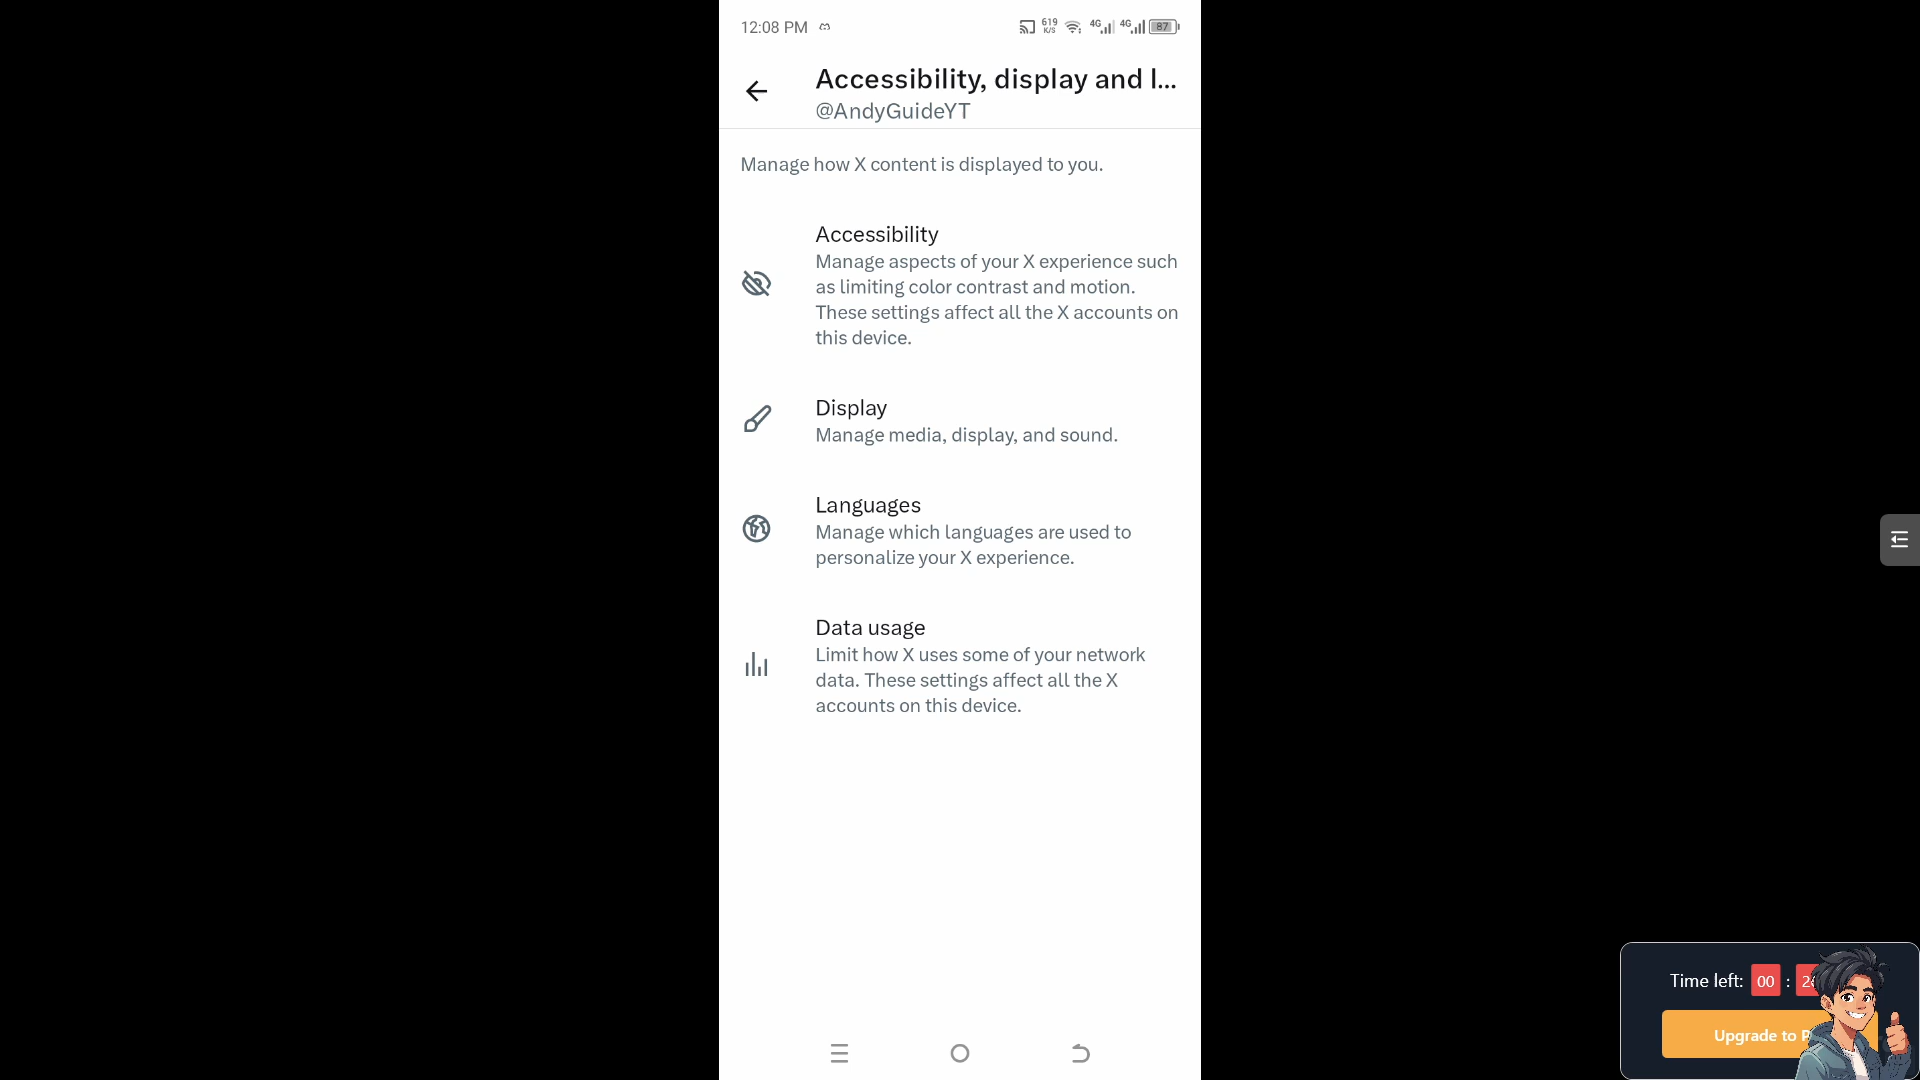 12:08 PM
619
K/S
4G
4G
87
Accessibility, display and l...
@AndyGuideYT
Manage how X content is displayed to you.
Accessibility
Manage aspects of your X experience such
as limiting color contrast and motion.
These settings affect all the X accounts on
this device.
Display
Manage media, display, and sound.
Languages
Manage which languages are used to
personalize your X experience.
Data usage
Limit how X uses some of your network
data. These settings affect all the X
accounts on this device.
Time left: 00 :
Upgrade to